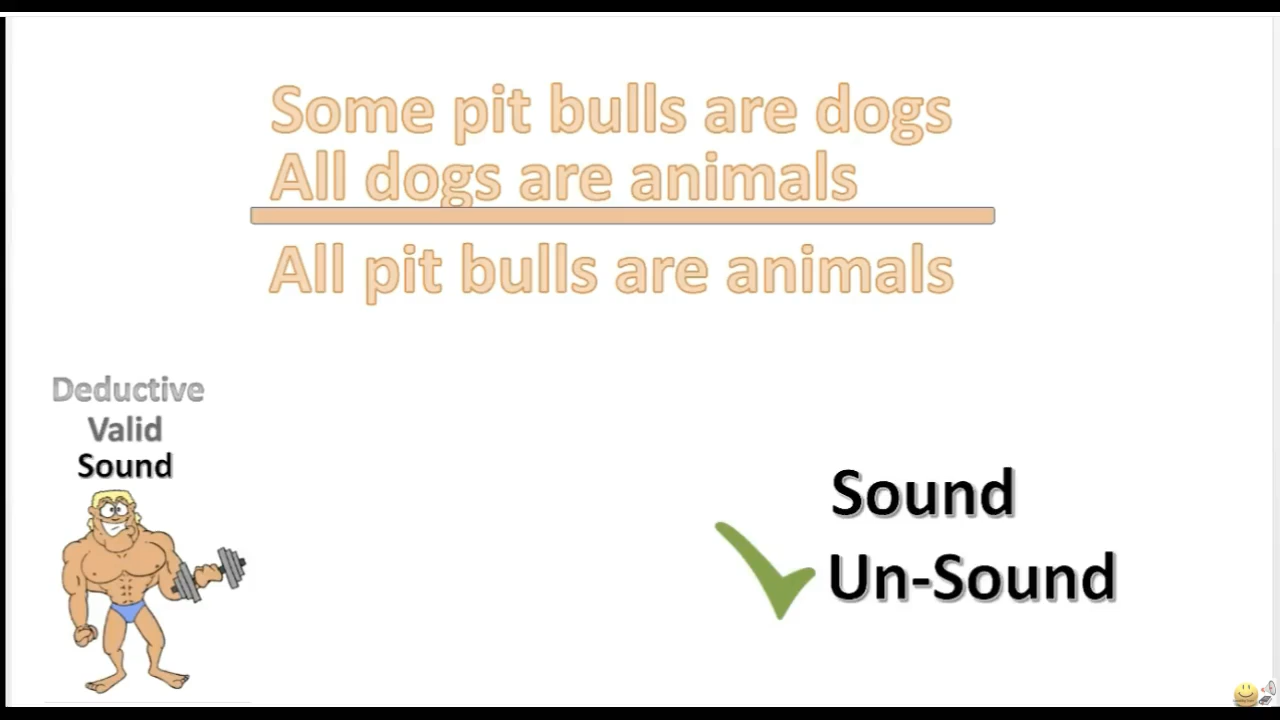 Some pit bulls are dogs
All dogs are animals
All pit bulls are animals
Deductive
Valid
Sound
Sound
Un-Sound